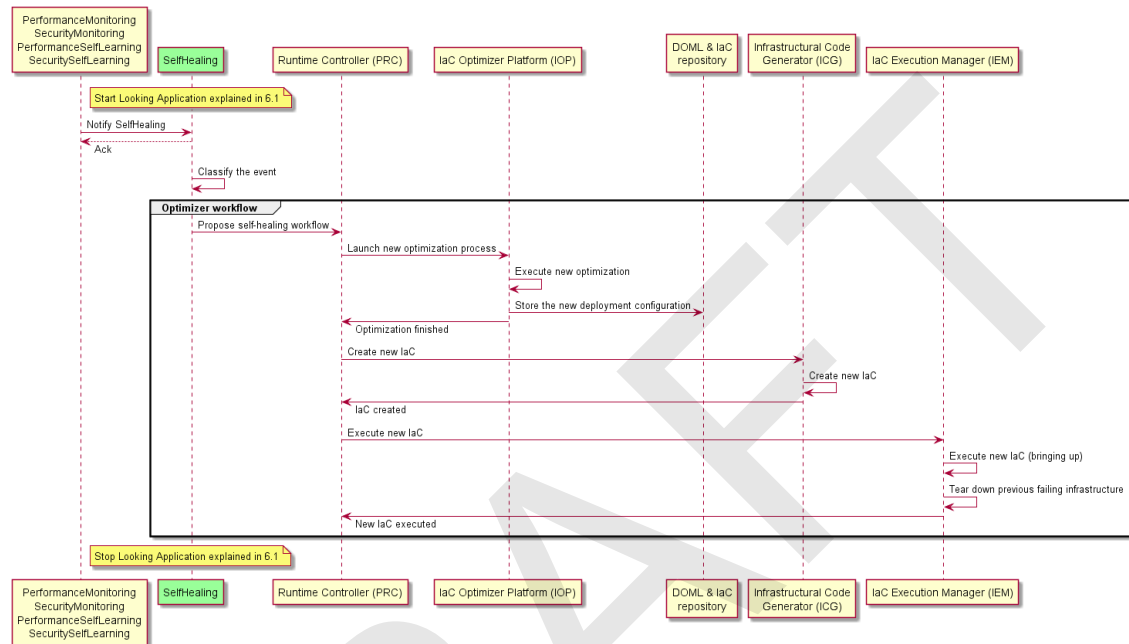 PerformanceMonitoring
SecurityMonitoring
PerformanceSelfLearning
SecuritySelfLearning
SelfHealing
Runtime Controller (PRC)
IaC Optimizer Platform (IOP)
DOML & IaC
repository
Infrastructural Code
Generator (ICG)
IaC Execution Manager (IEM)
Start Looking Application explained in 6.1
Notify SelfHealing
Ack
Classify the event
Optimizer workflow
Propose self-healing workflow
Launch new optimization process
Execute new optimization
Store the new deployment configuration
Optimization finished
Create new IaC
Create new IaC
IaC created
Execute new IaC
Execute new IaC (bringing up)
Tear down previous failing infrastructure
New IaC executed
Stop Looking Application explained in 6.1
PerformanceMonitoring
SecurityMonitoring
PerformanceSelfLearning
SecuritySelfLearning
SelfHealing
Runtime Controller (PRC)
IaC Optimizer Platform (IOP)
DOML & IaC
repository
Infrastructural Code
Generator (ICG)
IaC Execution Manager (IEM)
AFT